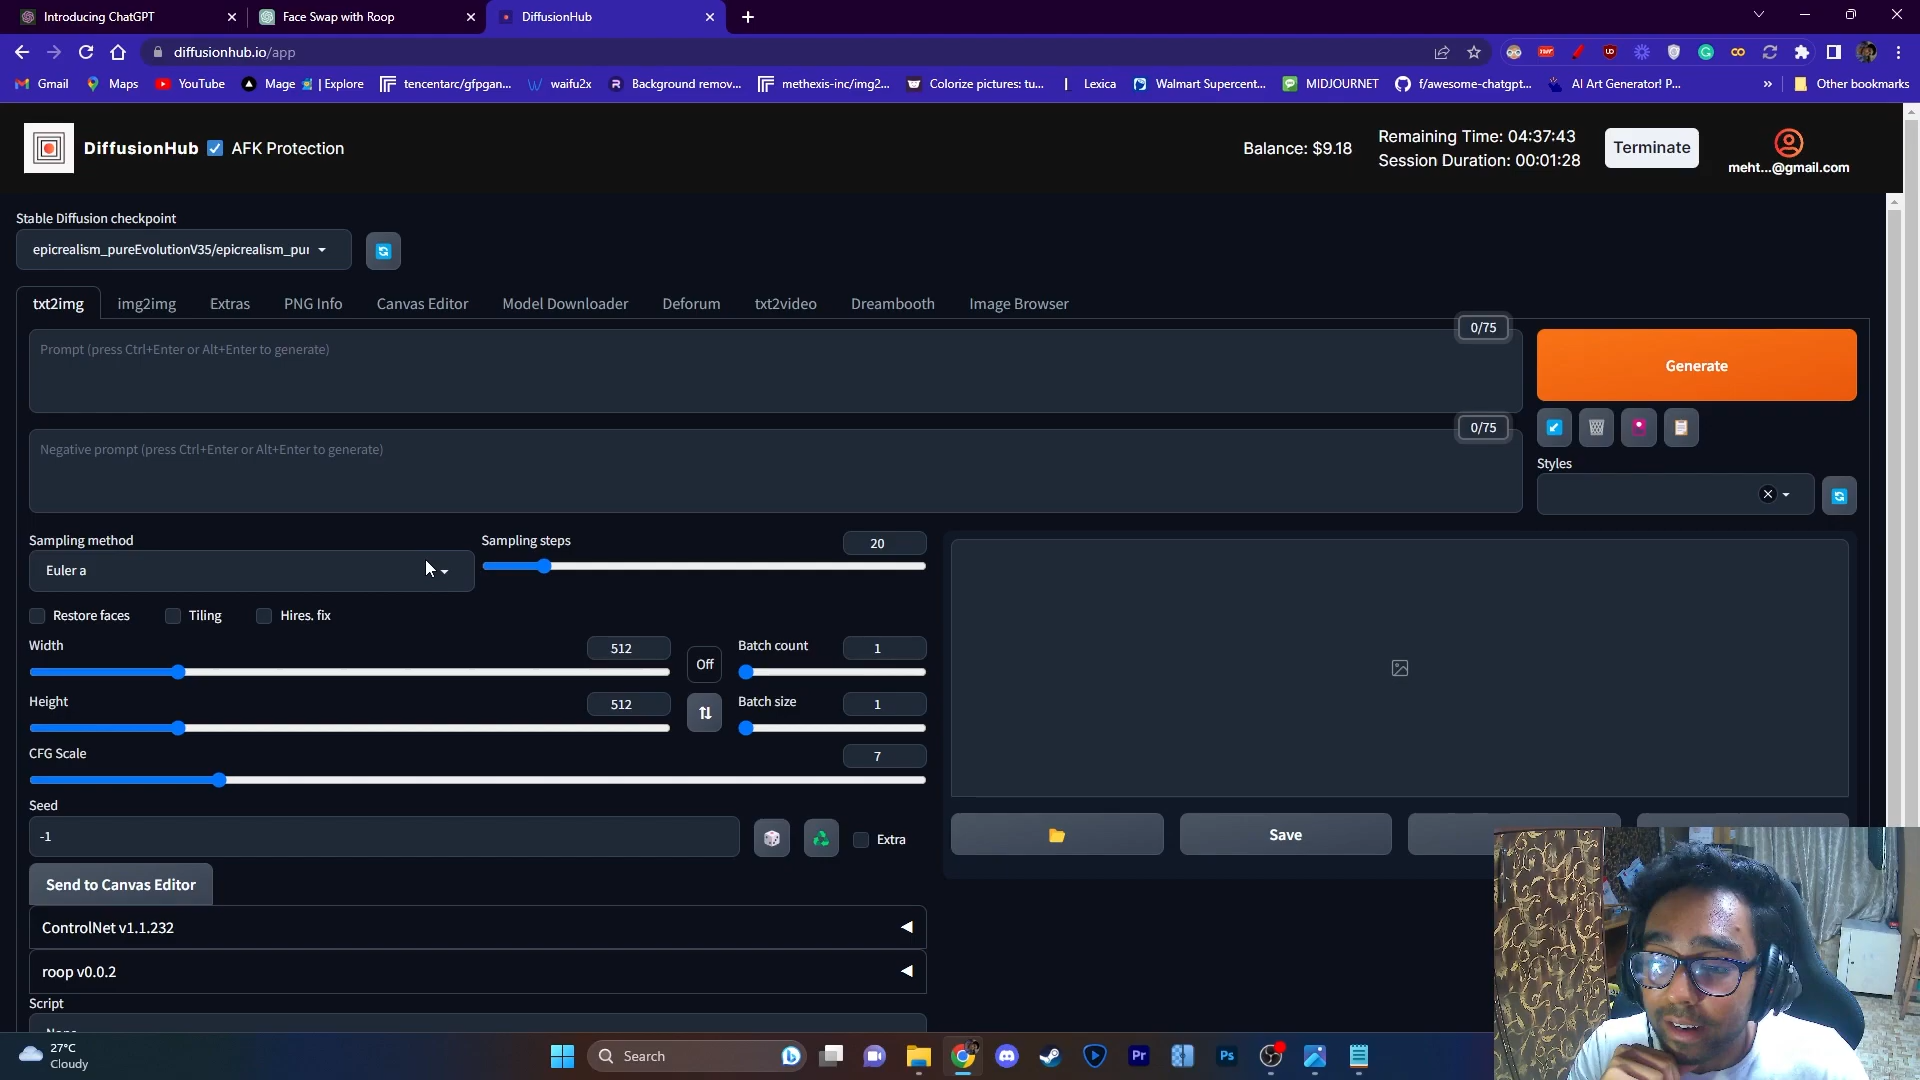 Introducing ChatGPT
Face Swap with Roop
DiffusionHub
diffusionhub.io/app
Gmail
Maps
YouTube
Mage | Explore
tencentarc/gfpgan...
waifu2x
Background remov...
methexis-inc/img2...
Colorize pictures: tu...
Lexica
Walmart Supercent...
MIDJOURNET
f/awesome-chatgpt...
AI Art Generator! P...
»
Other bookmarks
DiffusionHub
AFK Protection
Balance: $9.18
Remaining Time: 04:37:43
Session Duration: 00:01:28
Terminate
meht...@gmail.com
Stable Diffusion checkpoint
epicrealism_pureEvolutionV35/epicrealism_pur
txt2img
img2img
Extras
PNG Info
Canvas Editor
Model Downloader
Deforum
txt2video
Dreambooth
Image Browser
0/75
Prompt (press Ctrl+Enter or Alt+Enter to generate)
Generate
0/75
Negative prompt (press Ctrl+Enter or Alt+Enter to generate)
Styles
Sampling method
Euler a
Sampling steps
20
Restore faces
Tiling
Hires. fix
Width
512
Off
Batch count
1
Height
512
Batch size
1
CFG Scale
7
Seed
-1
Extra
Save
Send to Canvas Editor
ControlNet v1.1.232
roop v0.0.2
Script
None
27°C
Cloudy
Search
Pr
Ps